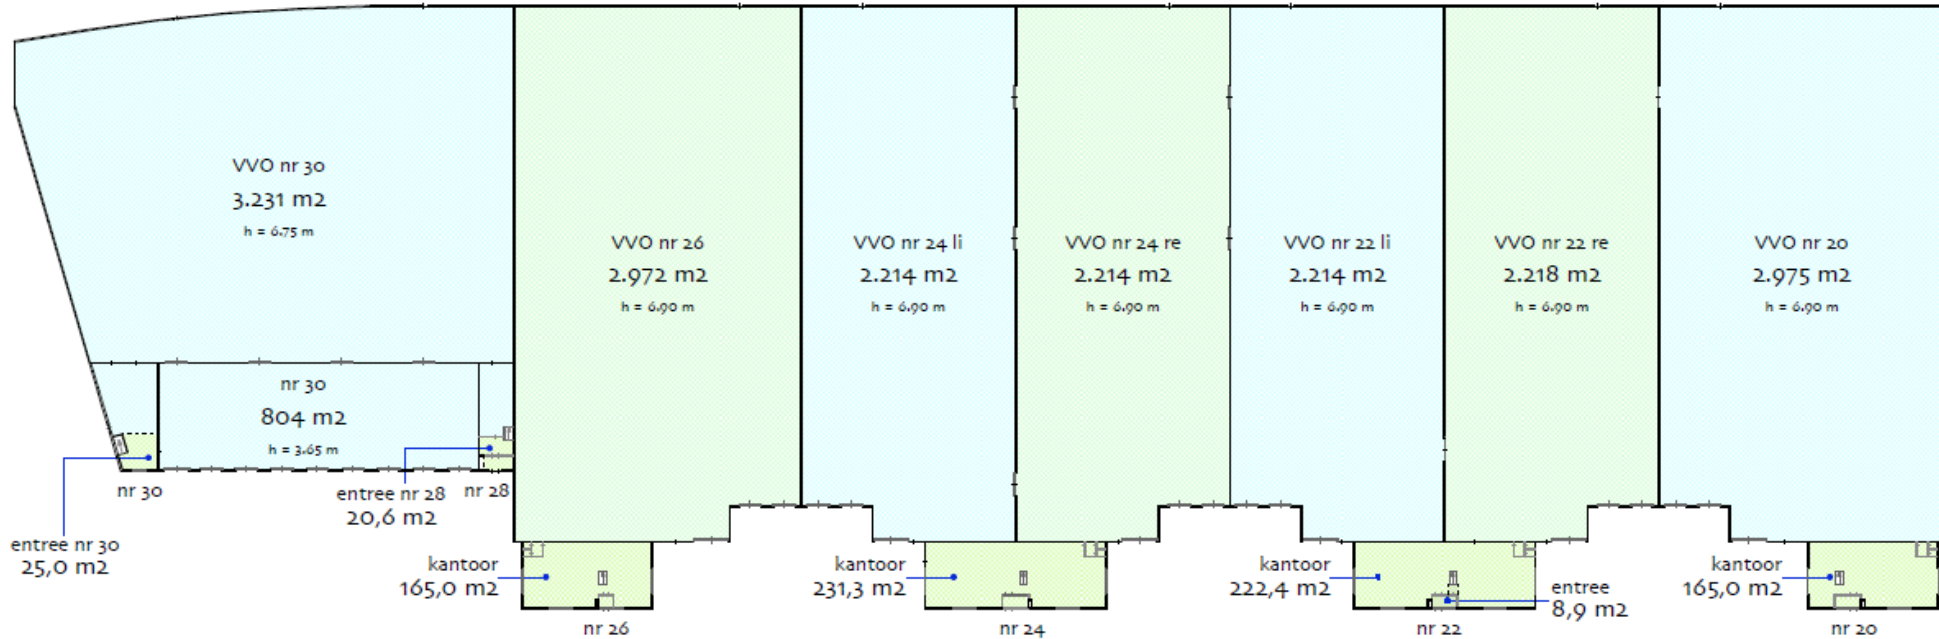 VVO nr 30
3.231 m2
h = 6.75 m
VVO nr 26
2.972 m2
h = 6.90 m
VVO nr 24 li
2.214 m2
h = 6.90 m
VVO nr 24 re
2.214 m2
h = 6.90 m
VVO nr 22 li
2.214 m2
h = 6.90 m
VVO nr 22 re
2.218 m2
h = 6.90 m
VVO nr 20
2.975 m2
h = 6.90 m
nr 30
804 m2
h = 3.65 m
nr 30
entree nr 28
20,6 m2
nr 28
entree nr 30
25,0 m2
kantoor
165,0 m2
nr 26
kantoor
231,3 m2
nr 24
kantoor
222,4 m2
entree
8,9 m2
nr 22
kantoor
165,0 m2
nr 20